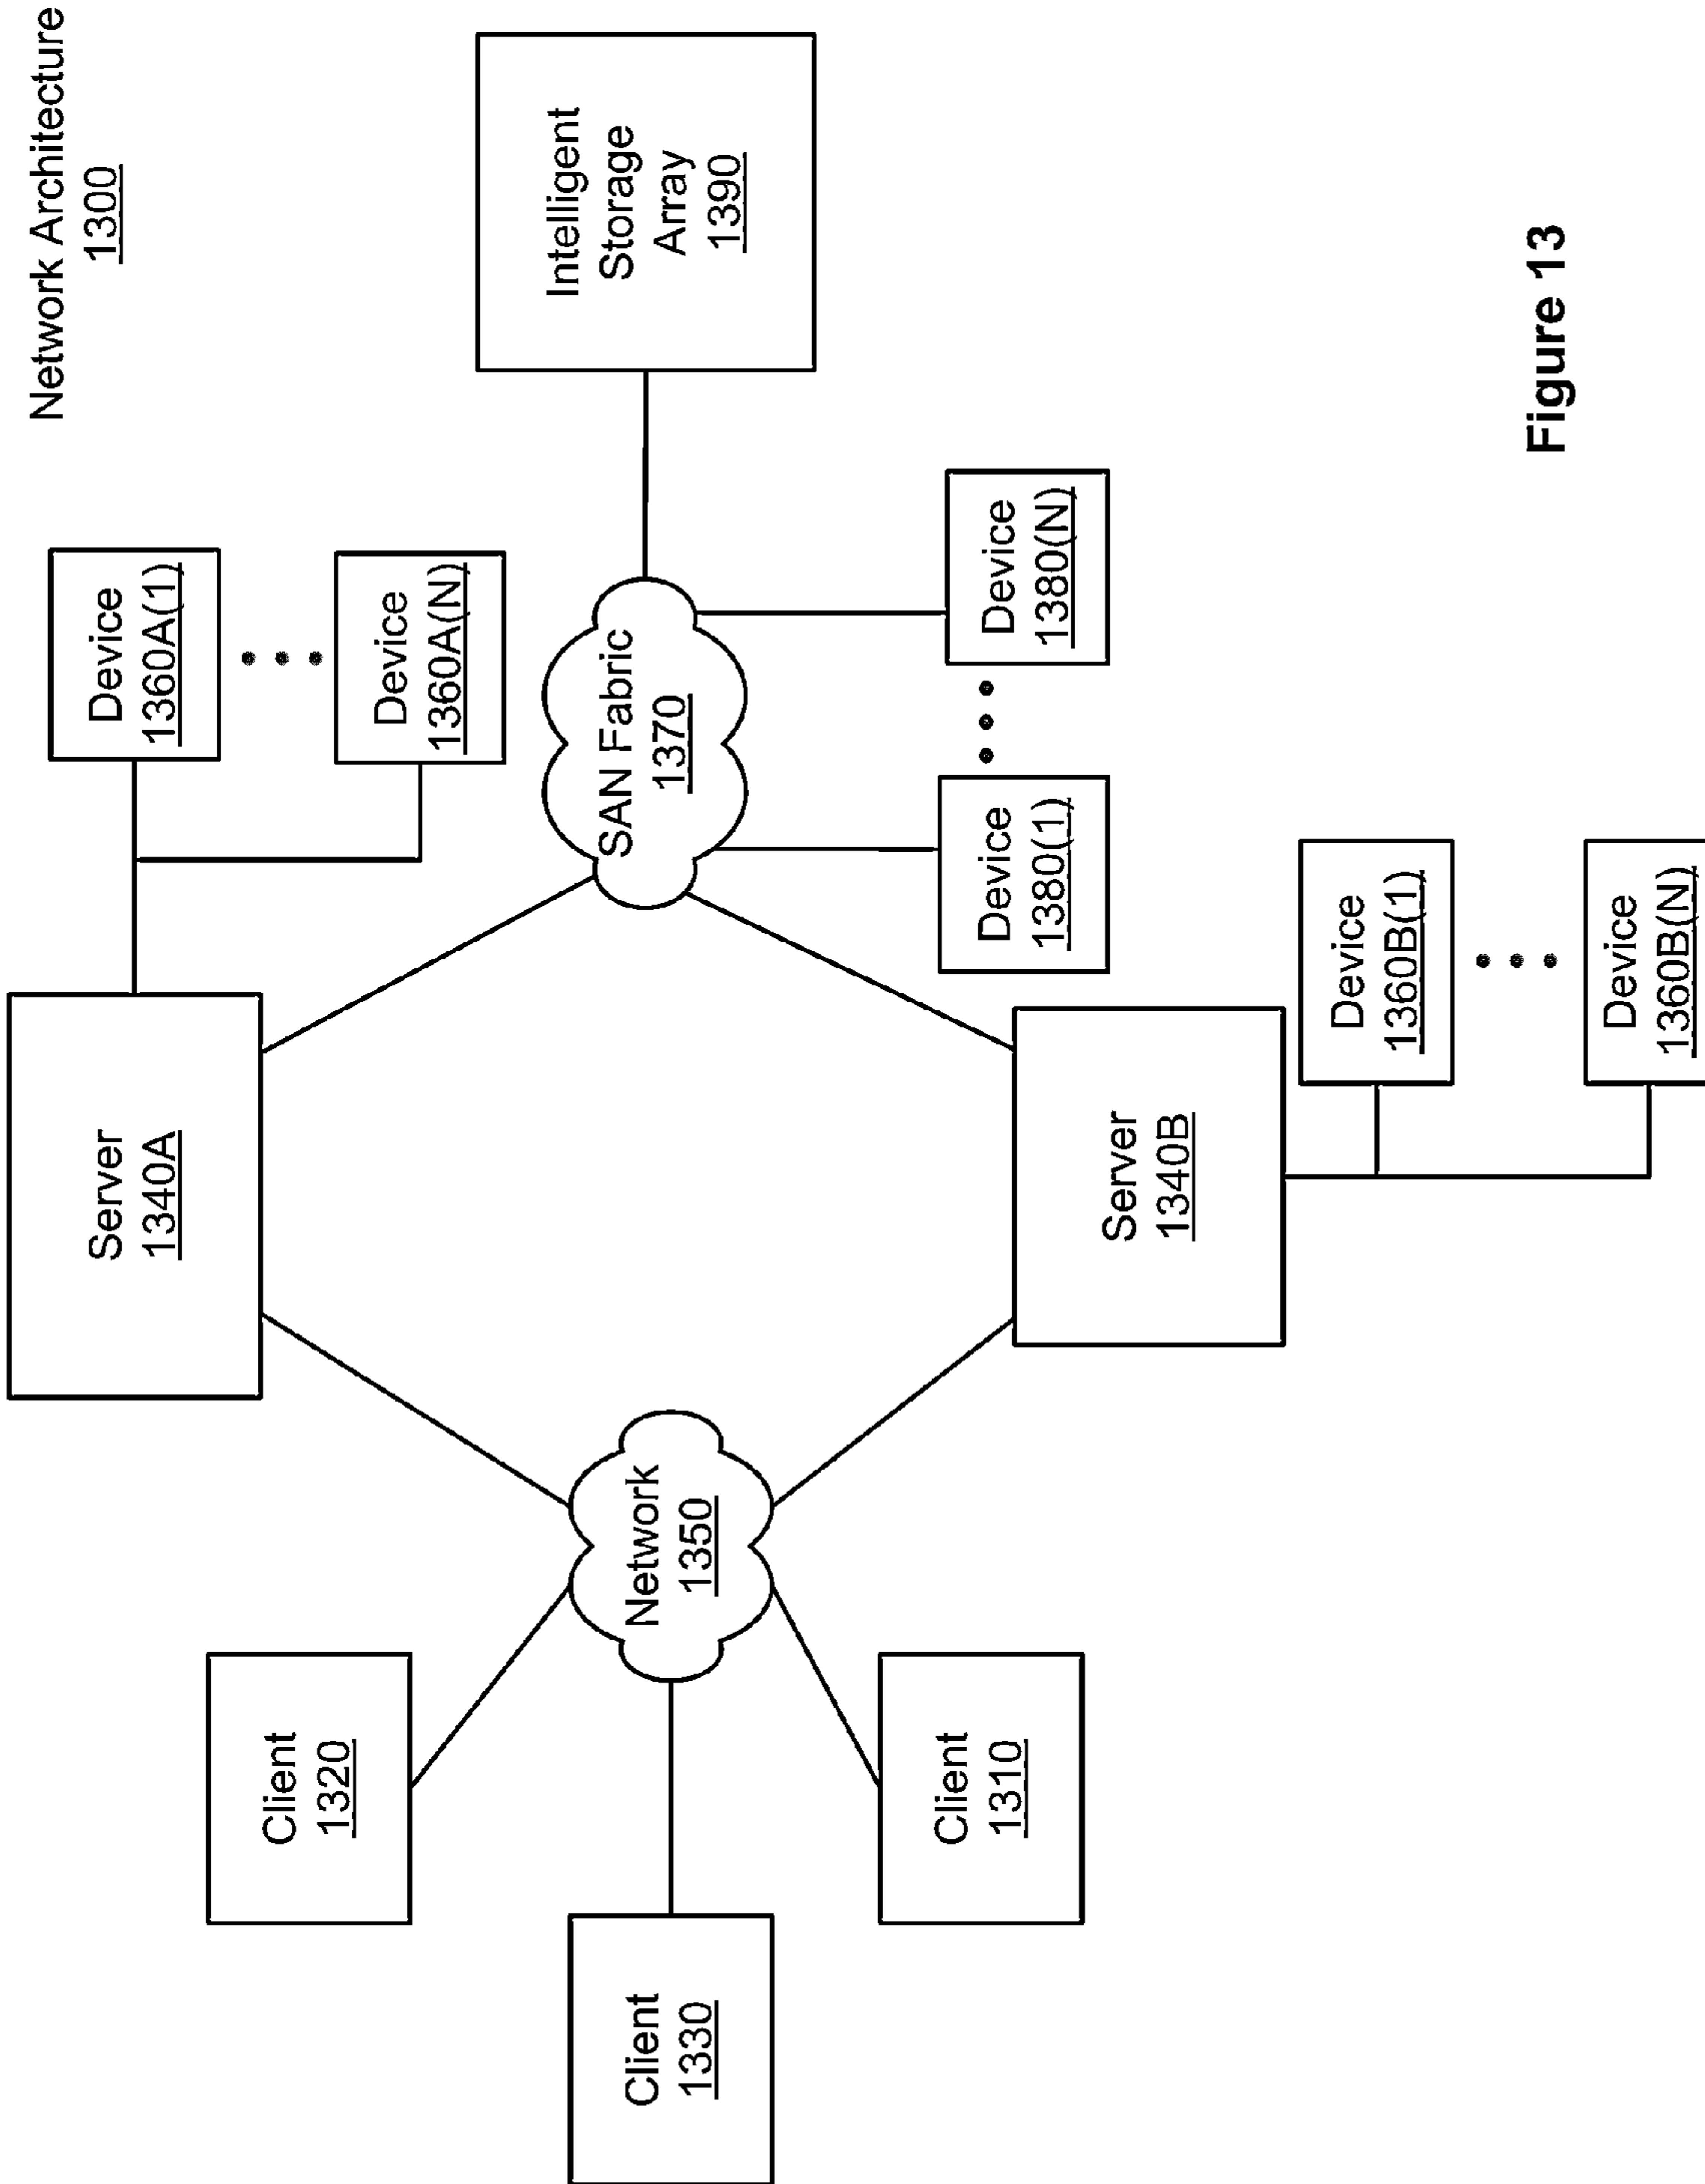 Network Architecture
1300
Server
1340A
Device
1360A(1)
Device
1360A(N)
Client
1320
Client
1330
Network
1350
SAN Fabric
1370
Intelligent
Storage
Array
1390
Client
1310
Server
1340B
Device
1380(1)
Device
1380(N)
Device
1360B(1)
Device
1360B(N)
Figure 13